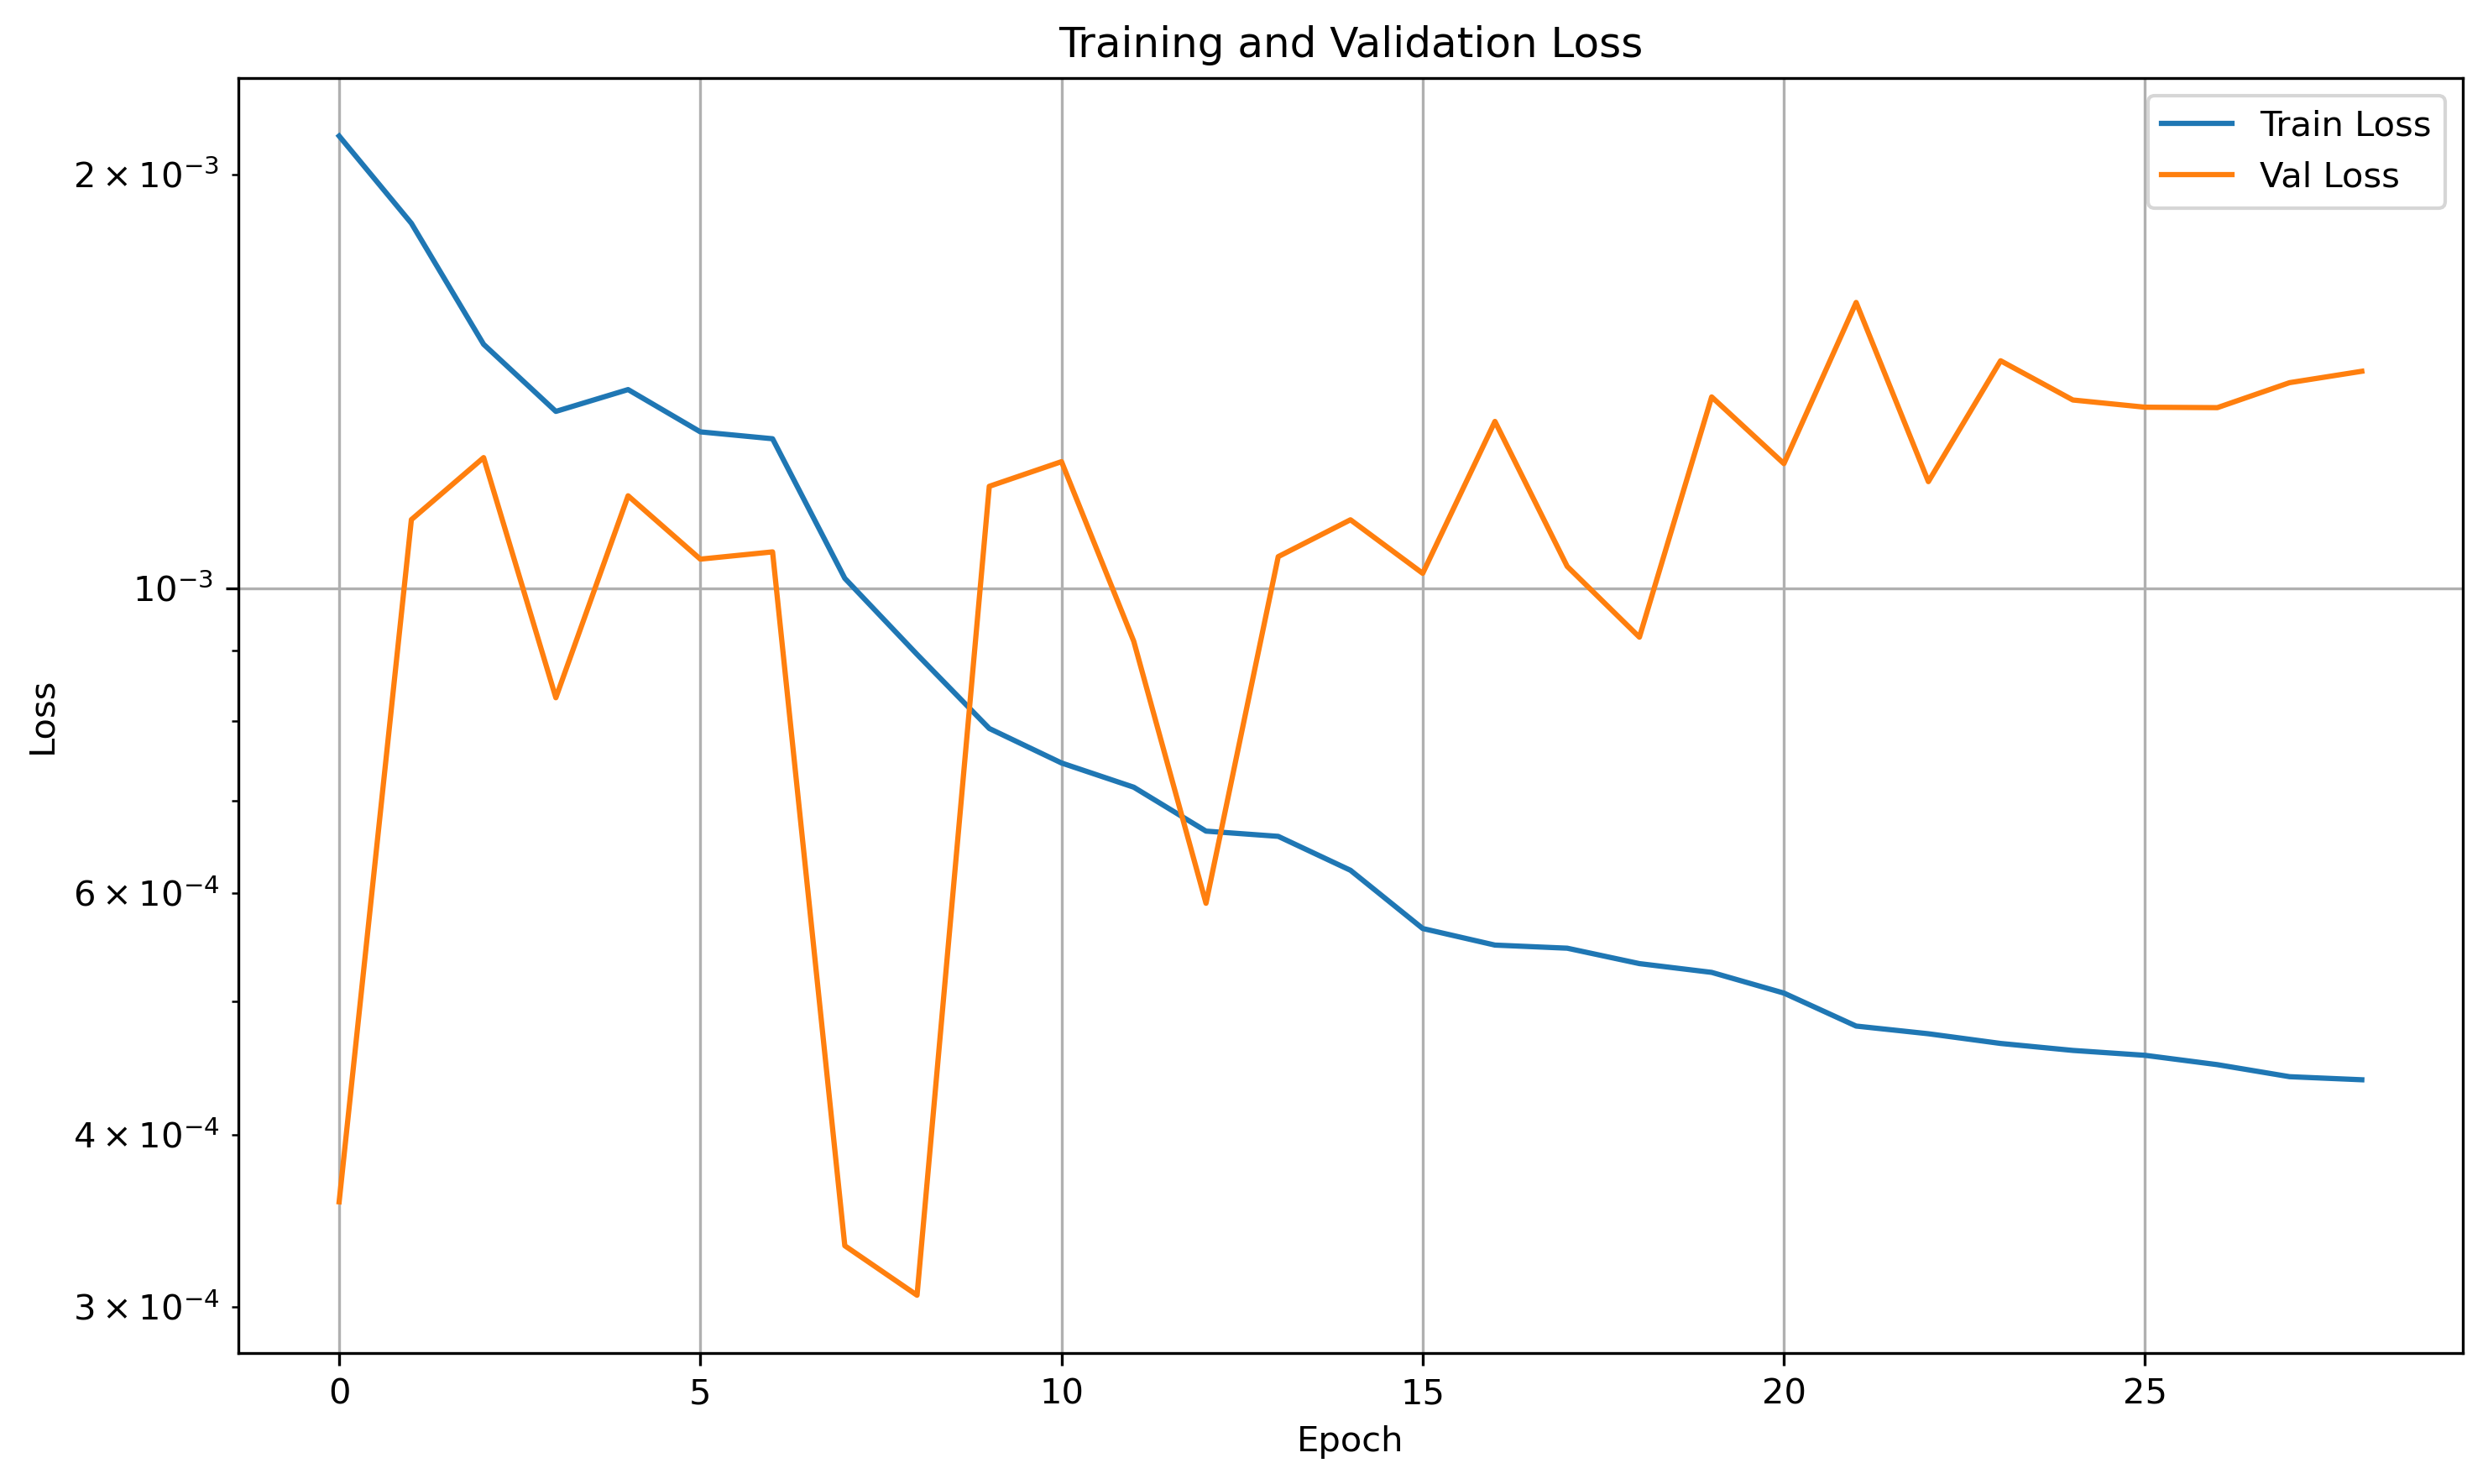 Training and Validation Loss
Train Loss
Val Loss
2 × 10⁻³
10⁻³
6 × 10⁻⁴
4 × 10⁻⁴
3 × 10⁻⁴
Loss
0 5 10 15 20 25
Epoch